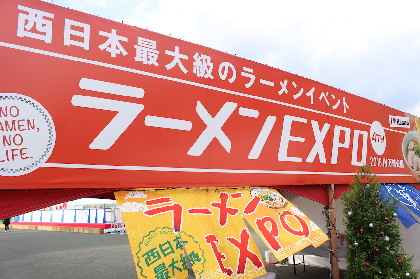 西日本最大級のラーメンイベント
NO
RAMEN,
NO
LIFE
ラーメンEXPO
4TH
ラーメン
EXPO
西日本
最大級